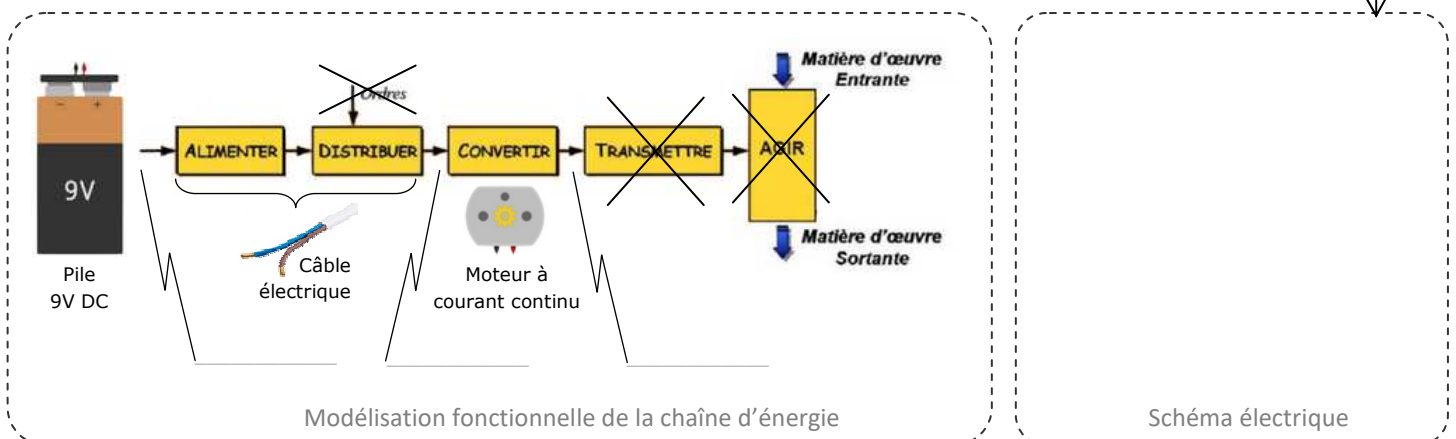 Matière d'œuvre
Entrante
Ordres
- +
ALIMENTER
DISTRIBUER
CONVERTIR
TRANSMETTRE
AGIR
9V
Matière d'œuvre
Sortante
Pile
9V DC
Câble
électrique
Moteur à
courant continu
Modélisation fonctionnelle de la chaîne d'énergie
Schéma électrique